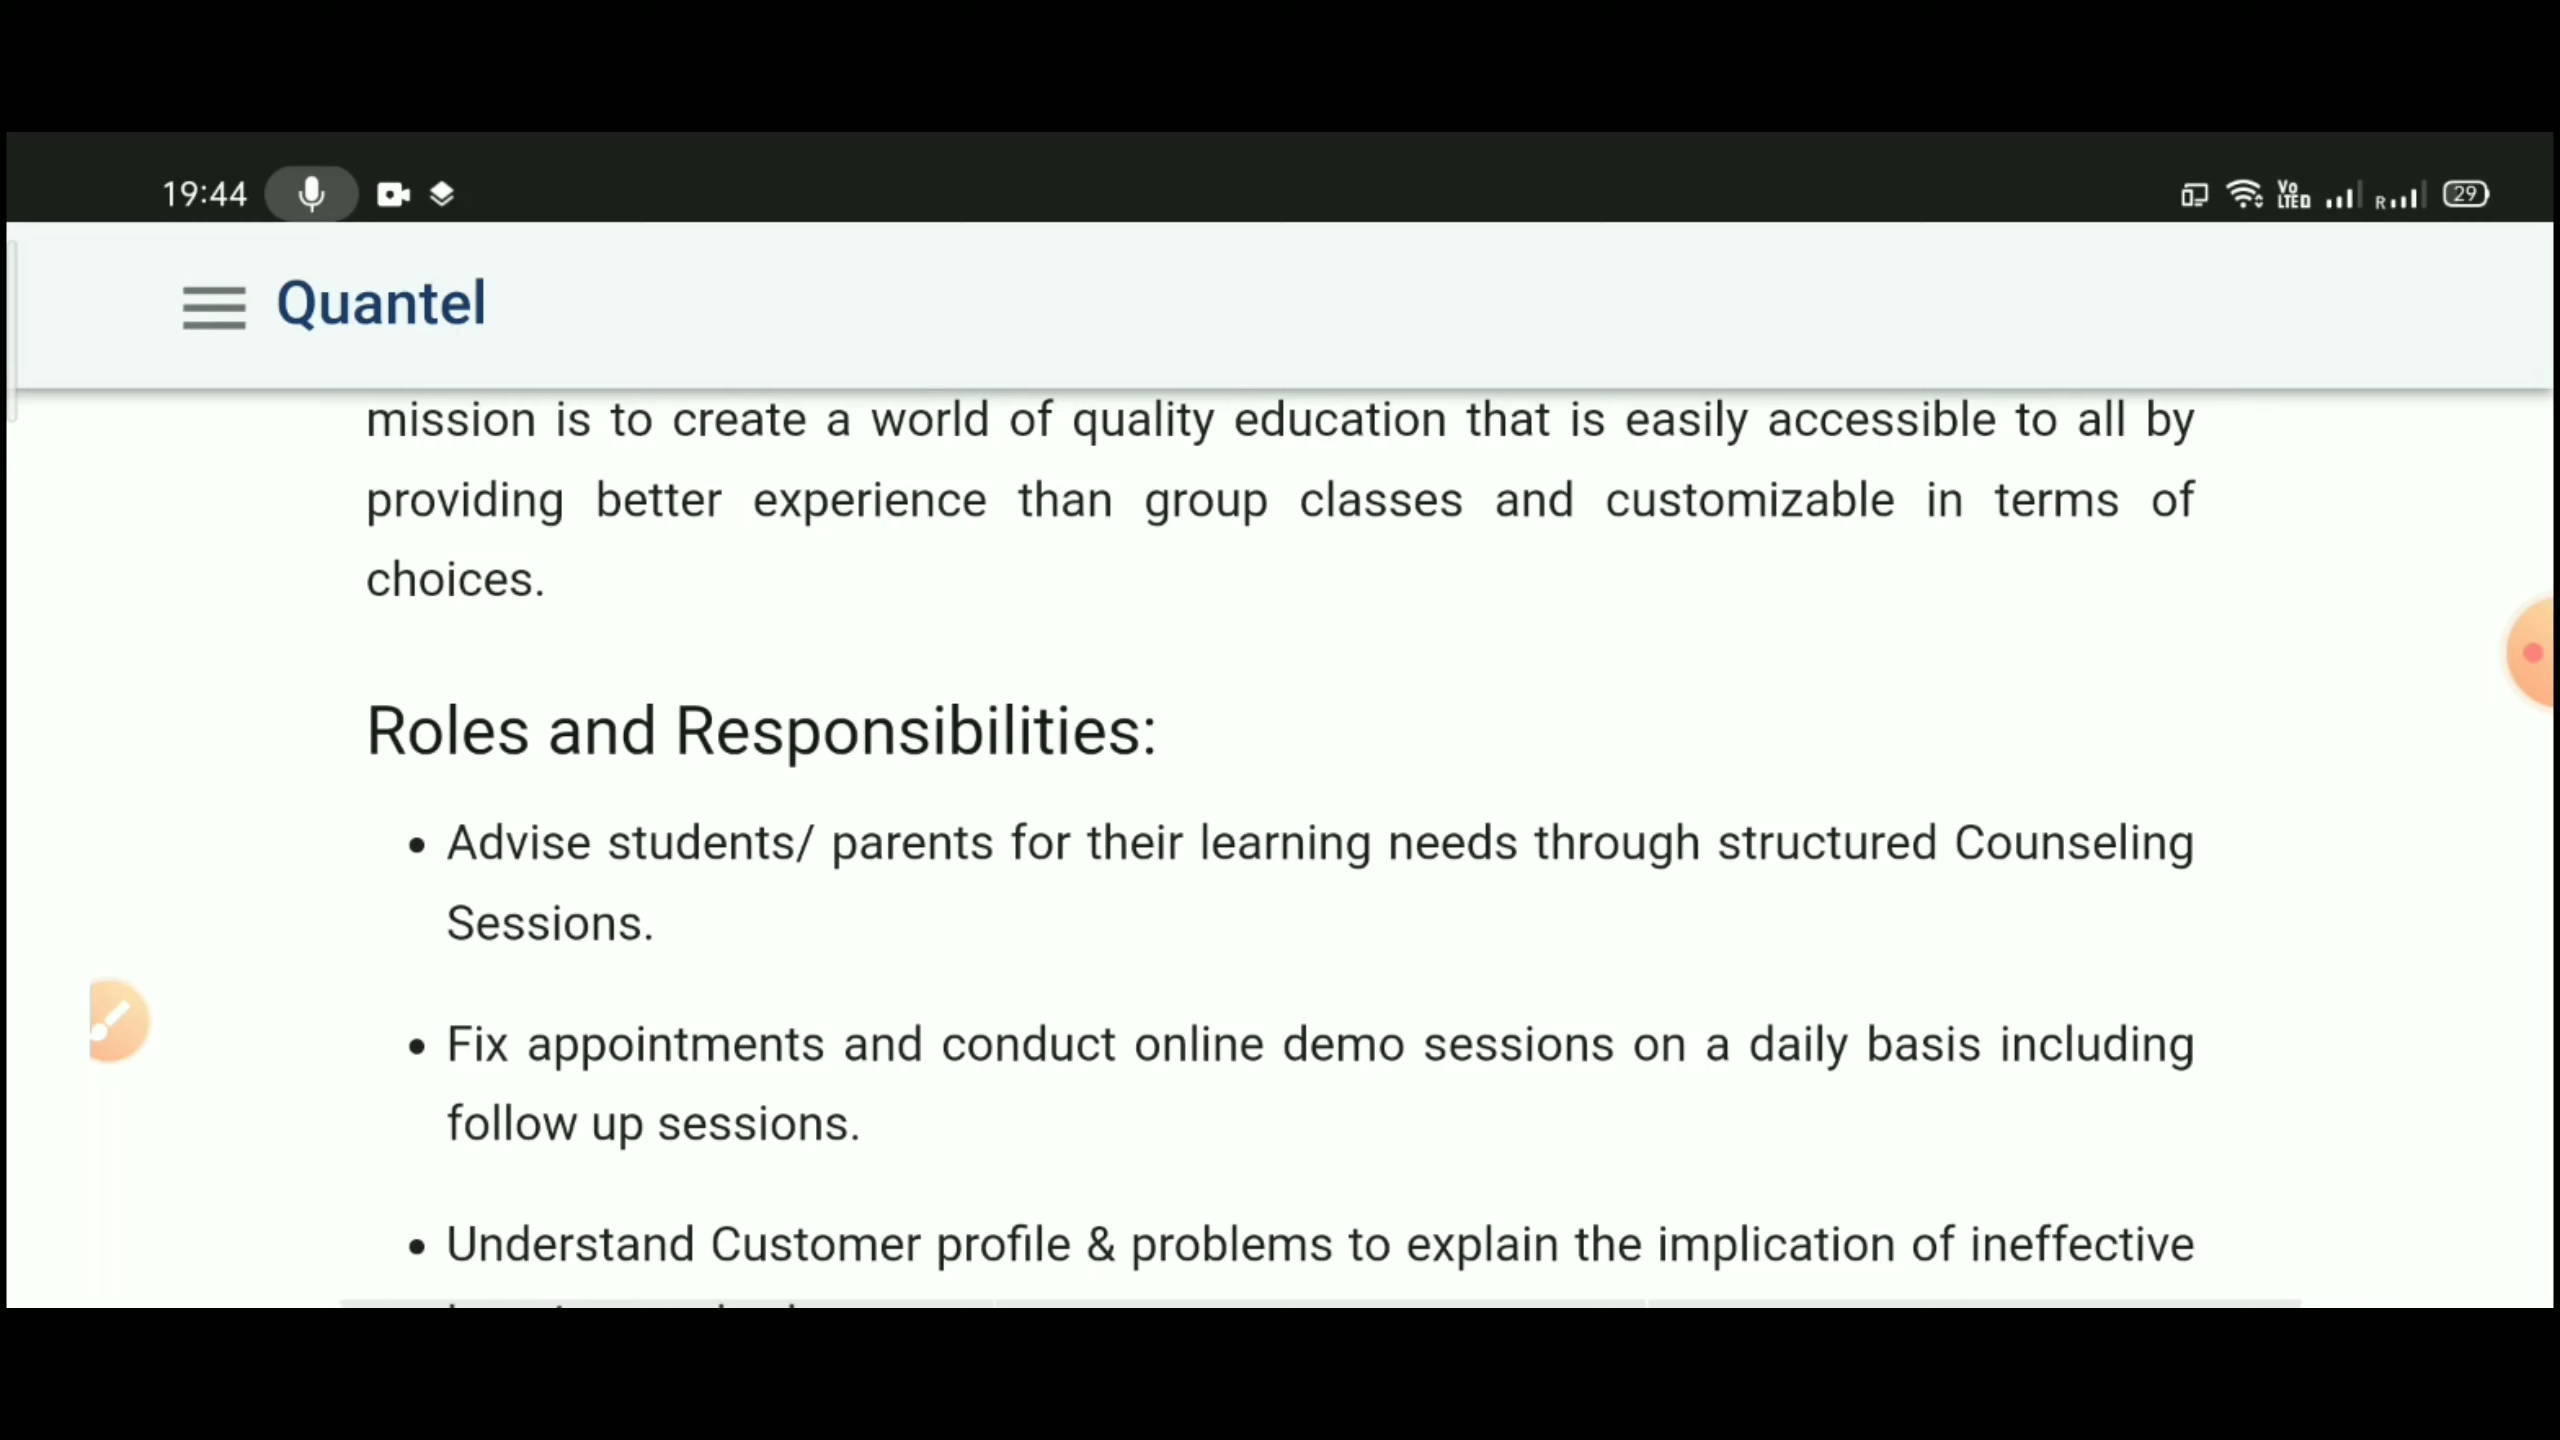 19:44
Vo
LTED
R
29
Quantel
mission is to create a world of quality education that is easily accessible to all by
providing better experience than group classes and customizable in terms of
choices.
Roles and Responsibilities:
• Advise students/ parents for their learning needs through structured Counseling
Sessions.
• Fix appointments and conduct online demo sessions on a daily basis including
follow up sessions.
• Understand Customer profile & problems to explain the implication of ineffective